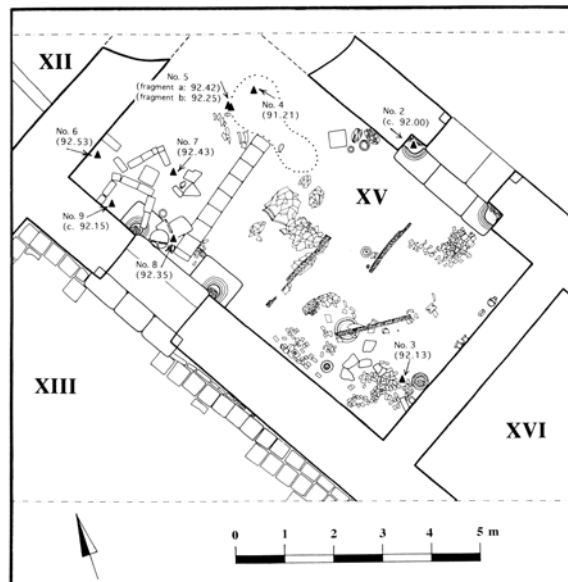 XII
No. 5
(fragment a: 92.42)
(fragment b: 92.25)
No. 4
(91.21)
No. 2
(c. 92.00)
No. 6
(92.53)
No. 7
(92.43)
XV
No. 9
(c. 92.15)
No. 8
(92.35)
No. 3
(92.13)
XIII
XVI
0 1 2 3 4 5 m